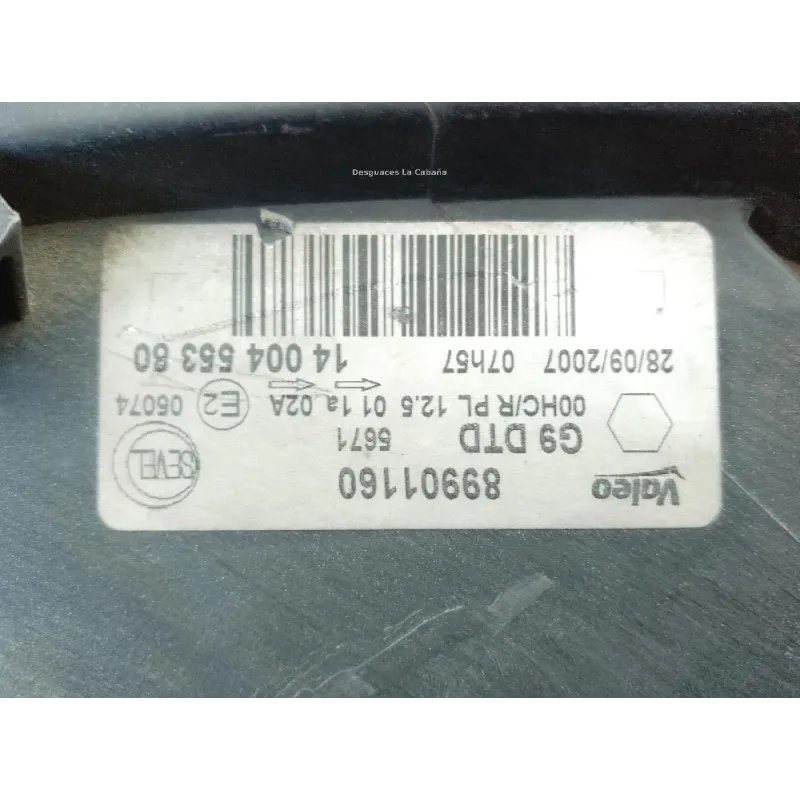 Desguaces La Cabaña
Valeo 89901160
SEVEL
G9 DTD 5671
00HC/R PL 12.5 01 1a 02A E2 05074
28/09/2007 07h57 14 004 553 80